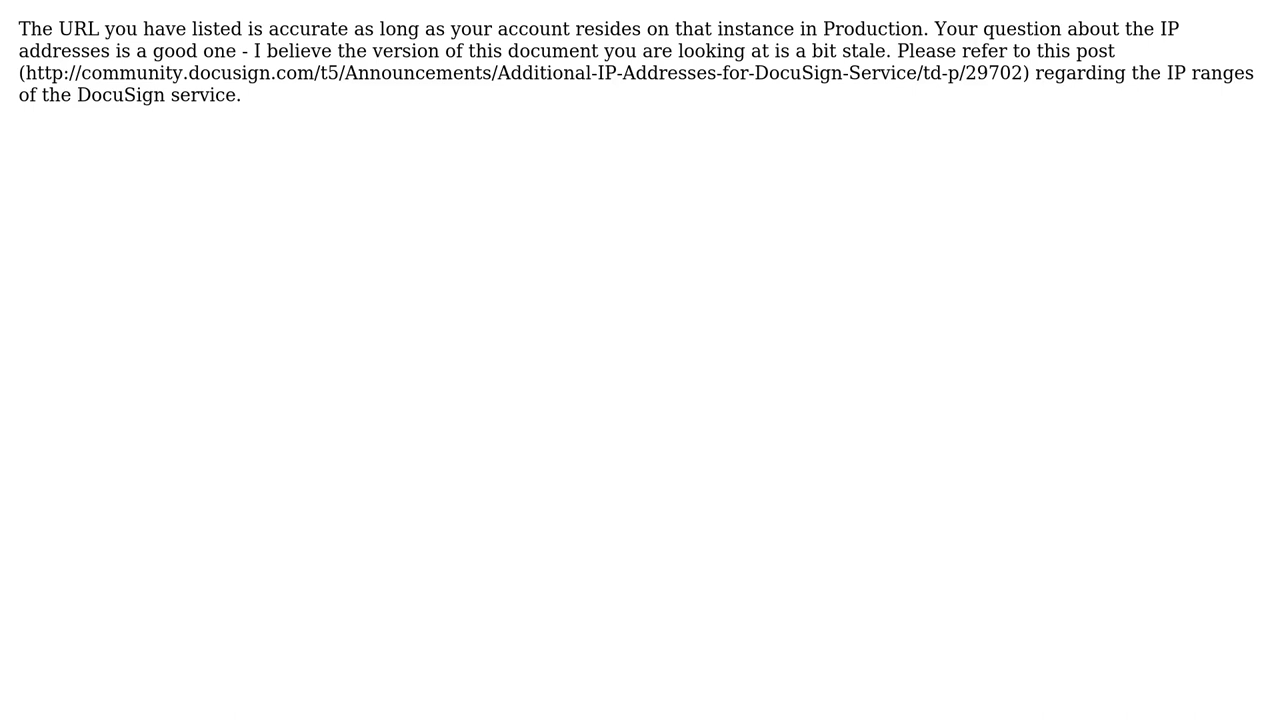 The URL you have listed is accurate as long as your account resides on that instance in Production. Your question about the IP
addresses is a good one - I believe the version of this document you are looking at is a bit stale. Please refer to this post
(http://community.docusign.com/t5/Announcements/Additional-IP-Addresses-for-DocuSign-Service/td-p/29702) regarding the IP ranges
of the DocuSign service.